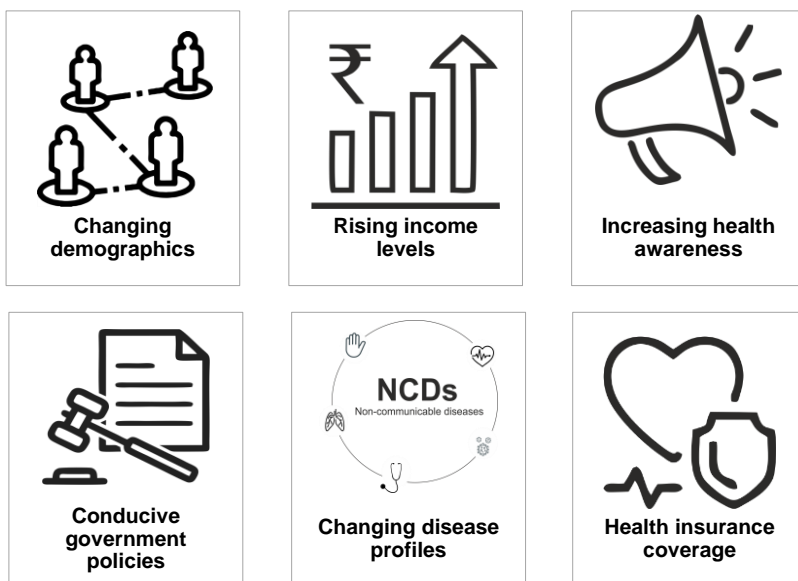 ₹
Changing
demographics
Rising income
levels
Increasing health
awareness
Conducive
government
policies
NCDs
Non-communicable diseases
Changing disease
profiles
Health insurance
coverage